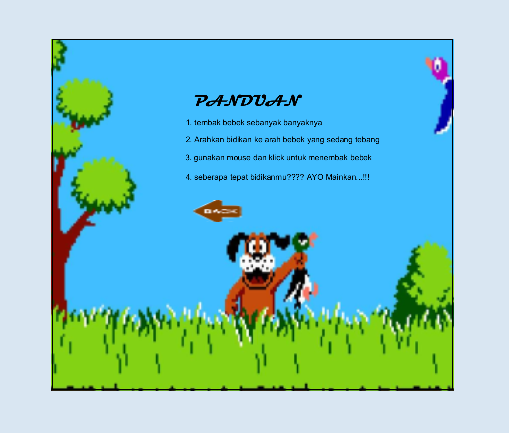 PANDUAN
1. tembak bebek sebanyak banyaknya
2. Arahkan bidikan ke arah bebek yang sedang tebang
3. gunakan mouse dan klick untuk menembak bebek
4. seberapa tepat bidikanmu???? AYO Mainkan...!!!
BACK